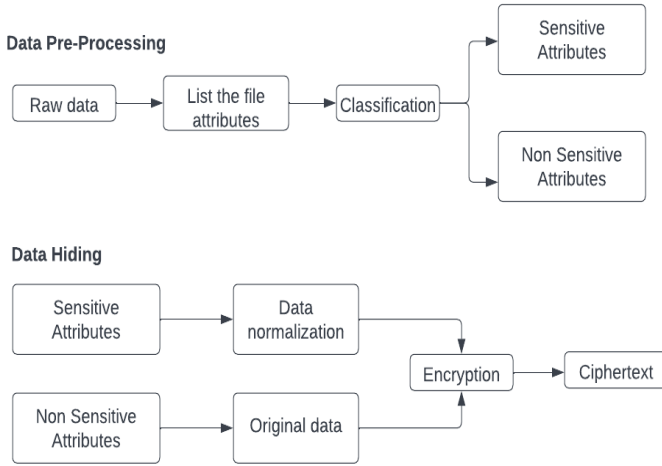 Data Pre-Processing
Raw data
List the file
attributes
Classification
Sensitive
Attributes
Non Sensitive
Attributes
Data Hiding
Sensitive
Attributes
Data
normalization
Non Sensitive
Attributes
Original data
Encryption
Ciphertext